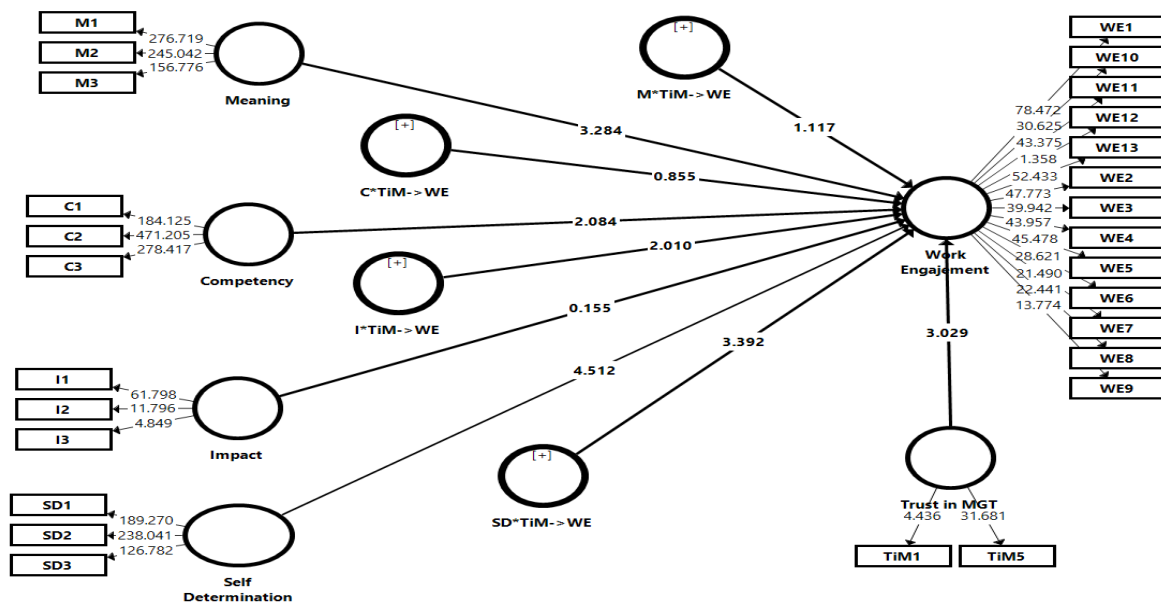 M1
M2
M3
276.719
245.042
156.776
Meaning
[+]
M*TiM->WE
1.117
3.284
[+]
C*TiM->WE
0.855
C1
C2
C3
184.125
471.205
278.417
Competency
2.084
[+]
I*TiM->WE
2.010
0.155
I1
I2
I3
61.798
11.796
4.849
Impact
4.512
3.392
[+]
SD*TiM->WE
SD1
SD2
SD3
189.270
238.041
126.782
Self
Determination
Work
Engajement
78.472
30.625
43.375
1.358
52.433
47.773
39.942
43.957
45.478
28.621
21.490
22.441
13.774
WE1
WE10
WE11
WE12
WE13
WE2
WE3
WE4
WE5
WE6
WE7
WE8
WE9
3.029
Trust in MGT
4.436
31.681
TiM1
TiM5